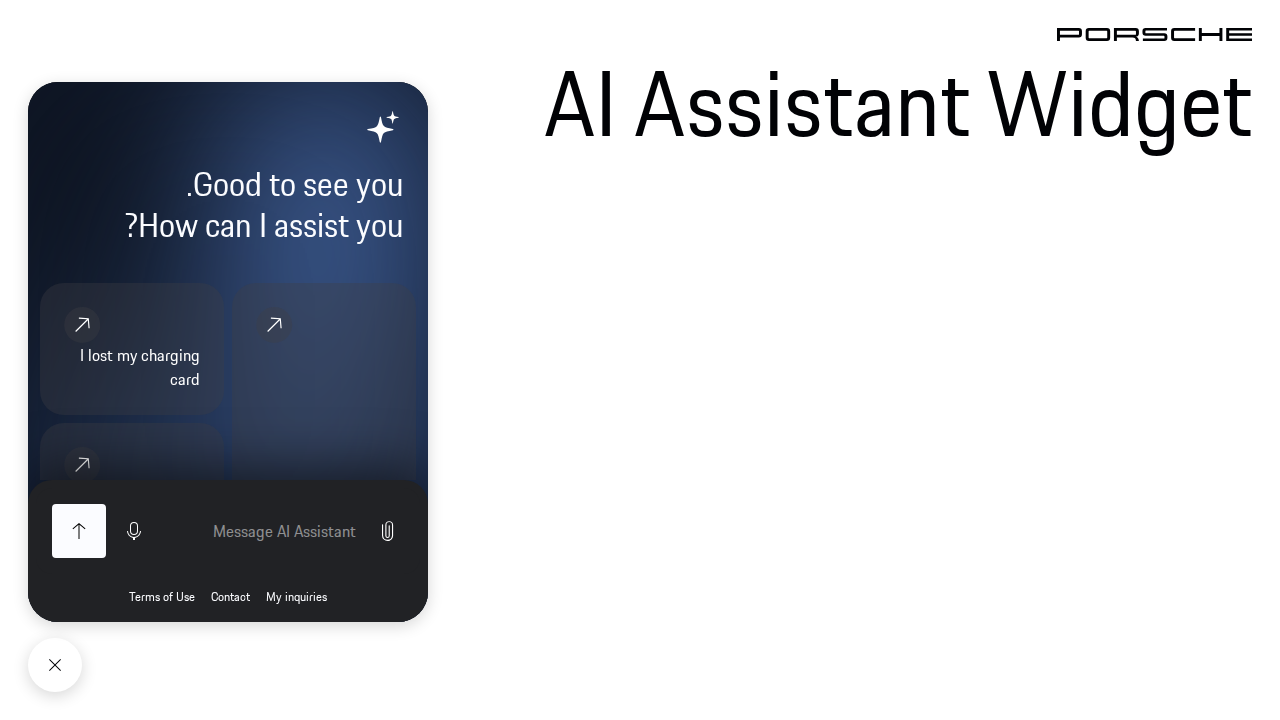 PORSCHE
AI Assistant Widget
.Good to see you
?How can I assist you
I lost my charging
card
Message AI Assistant
Terms of Use
Contact
My inquiries